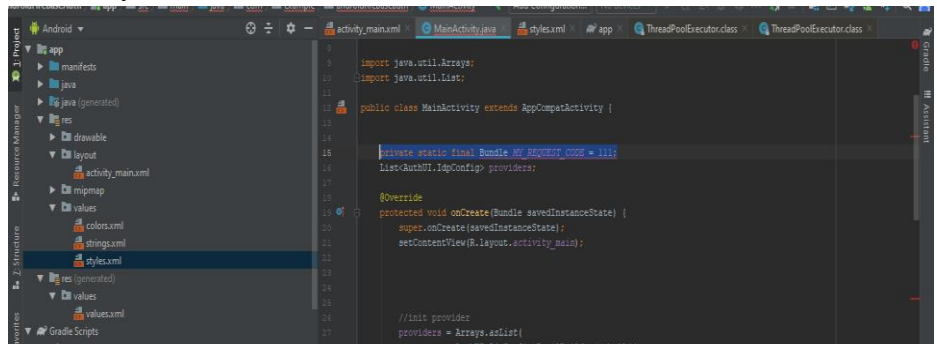 Android
activity_main.xml
MainActivity.java
styles.xml
app
ThreadPoolExecutor.class
ThreadPoolExecutor.class
1: Project
Resource Manager
Z: Structure
Favorites
Gradle
Assistant
app
manifests
java
java (generated)
res
drawable
layout
activity_main.xml
mipmap
values
colors.xml
strings.xml
styles.xml
res (generated)
values
values.xml
Gradle Scripts
import java.util.Arrays;
import java.util.List;
public class MainActivity extends AppCompatActivity {
private static final Bundle MY_REQUEST_CODE = 111;
List<AuthUI.IdpConfig> providers;
@Override
protected void onCreate(Bundle savedInstanceState) {
super.onCreate(savedInstanceState);
setContentView(R.layout.activity_main);
//init provider
providers = Arrays.asList(